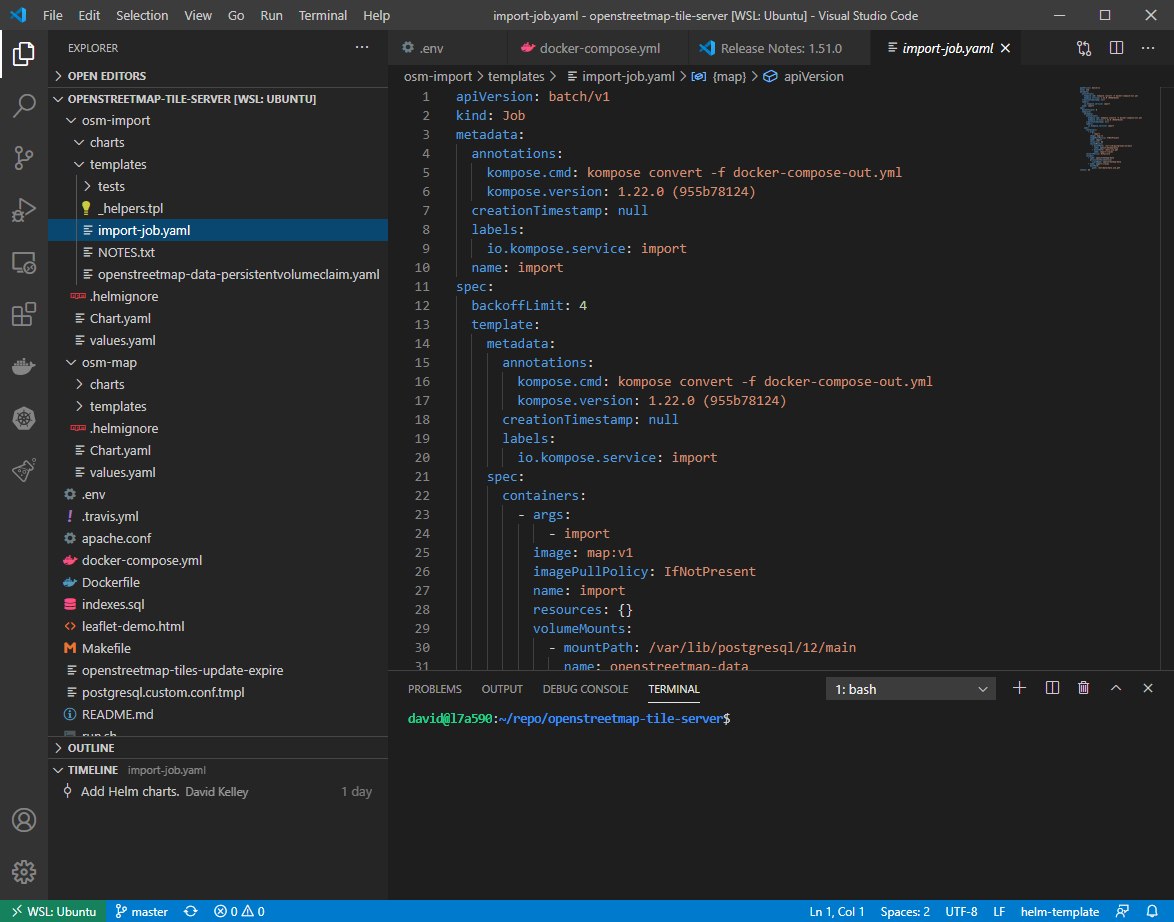 File Edit Selection View Go Run Terminal Help import-job.yaml - openstreetmap-tile-server [WSL: Ubuntu] - Visual Studio Code
EXPLORER
OPEN EDITORS
OPENSTREETMAP-TILE-SERVER [WSL: UBUNTU]
osm-import
charts
templates
tests
_helpers.tpl
import-job.yaml
NOTES.txt
openstreetmap-data-persistentvolumeclaim.yaml
.helmignore
Chart.yaml
values.yaml
osm-map
charts
templates
.helmignore
Chart.yaml
values.yaml
.env
.travis.yml
apache.conf
docker-compose.yml
Dockerfile
indexes.sql
leaflet-demo.html
Makefile
openstreetmap-tiles-update-expire
postgresql.custom.conf.tmpl
README.md
run.sh
OUTLINE
TIMELINE import-job.yaml
Add Helm charts. David Kelley 1 day
.env docker-compose.yml Release Notes: 1.51.0 import-job.yaml
osm-import > templates > import-job.yaml > {map} > apiVersion
1 apiVersion: batch/v1
2 kind: Job
3 metadata:
4 annotations:
5 kompose.cmd: kompose convert -f docker-compose-out.yml
6 kompose.version: 1.22.0 (955b78124)
7 creationTimestamp: null
8 labels:
9 io.kompose.service: import
10 name: import
11 spec:
12 backoffLimit: 4
13 template:
14 metadata:
15 annotations:
16 kompose.cmd: kompose convert -f docker-compose-out.yml
17 kompose.version: 1.22.0 (955b78124)
18 creationTimestamp: null
19 labels:
20 io.kompose.service: import
21 spec:
22 containers:
23 - args:
24 - import
25 image: map:v1
26 imagePullPolicy: IfNotPresent
27 name: import
28 resources: {}
29 volumeMounts:
30 - mountPath: /var/lib/postgresql/12/main
31 name: openstreetmap-data
PROBLEMS OUTPUT DEBUG CONSOLE TERMINAL 1: bash
david@l7a590:~/repo/openstreetmap-tile-server$
WSL: Ubuntu master 0 0 Ln 1, Col 1 Spaces: 2 UTF-8 LF helm-template